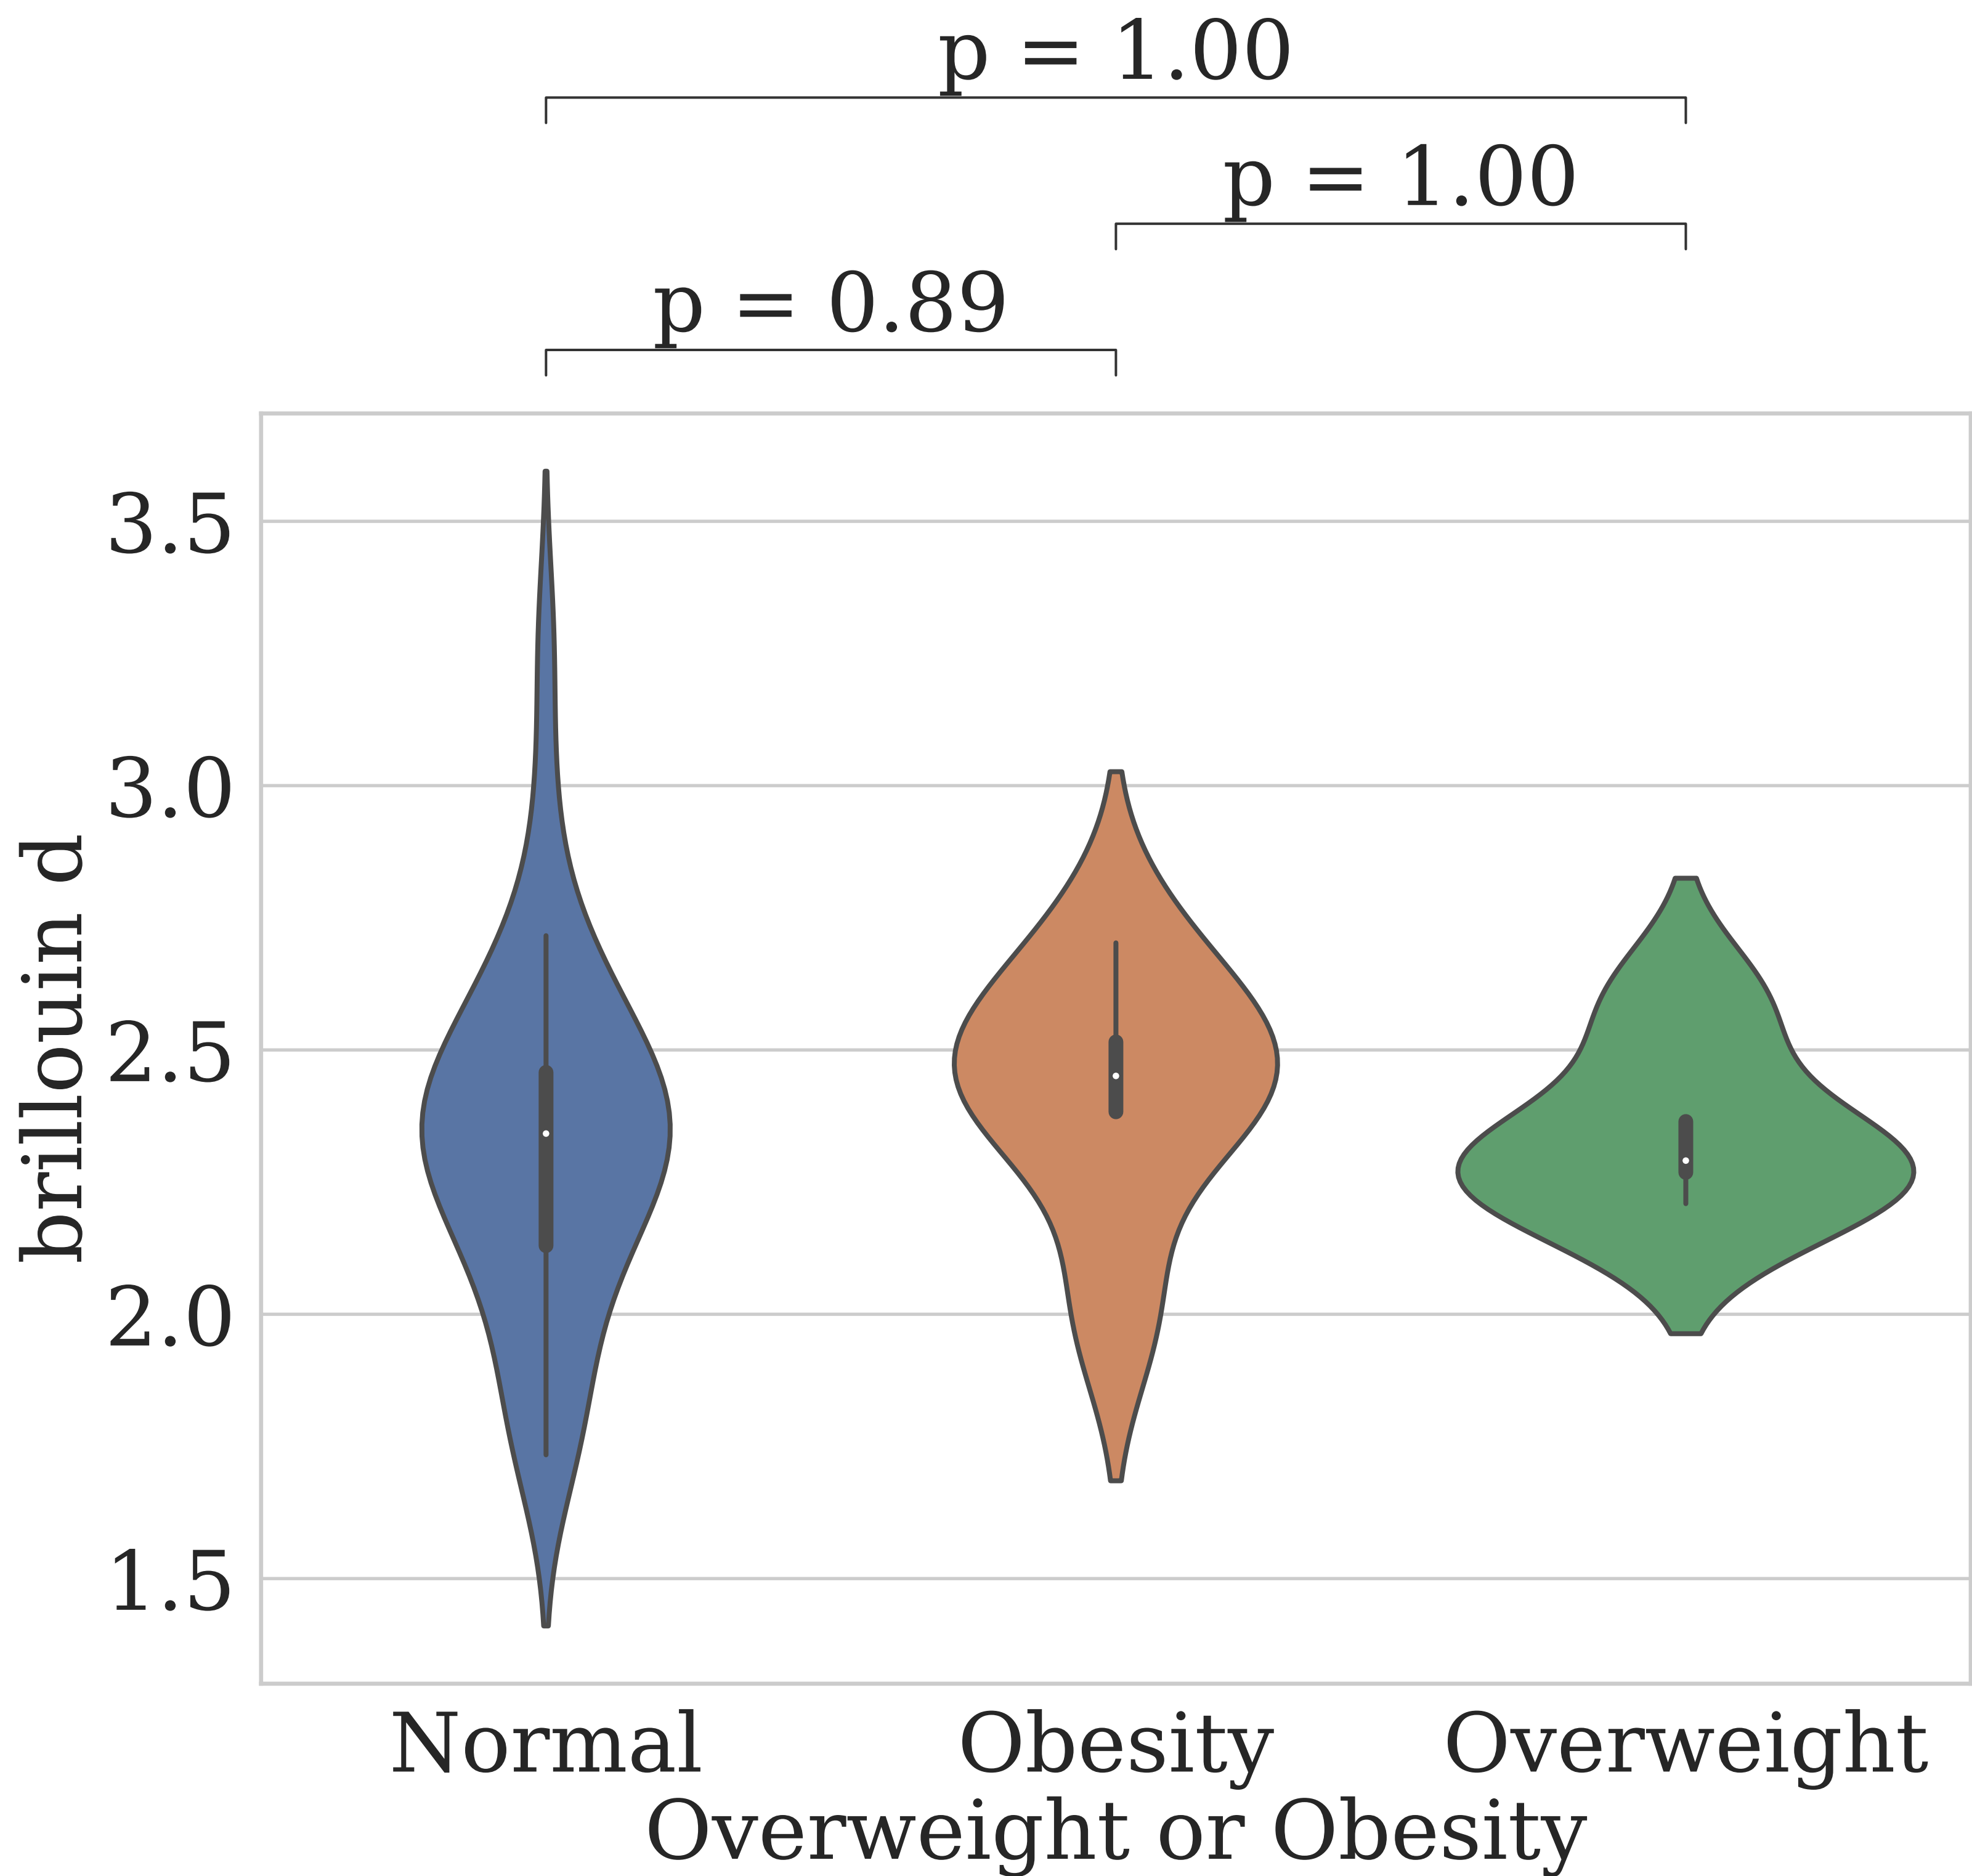 p = 1.00
p = 1.00
p = 0.89
3.5
3.0
2.5
2.0
1.5
brillouin d
Normal Obesity Overweight
Overweight or Obesity